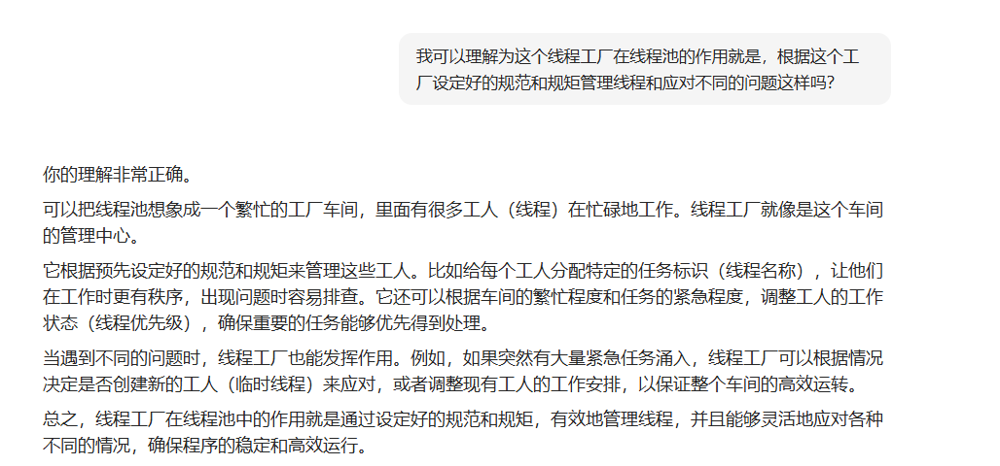 我可以理解为这个线程工厂在线程池的作用就是，根据这个工
厂设定好的规范和规矩管理线程和应对不同的问题这样吗？
你的理解非常正确。
可以把线程池想象成一个繁忙的工厂车间，里面有很多工人（线程）在忙碌地工作。线程工厂就像是这个车间
的管理中心。
它根据预先设定好的规范和规矩来管理这些工人。比如给每个工人分配特定的任务标识（线程名称），让他们
在工作时更有秩序，出现问题时容易排查。它还可以根据车间的繁忙程度和任务的紧急程度，调整工人的工作
状态（线程优先级），确保重要的任务能够优先得到处理。
当遇到不同的问题时，线程工厂也能发挥作用。例如，如果突然有大量紧急任务涌入，线程工厂可以根据情况
决定是否创建新的工人（临时线程）来应对，或者调整现有工人的工作安排，以保证整个车间的高效运转。
总之，线程工厂在线程池中的作用就是通过设定好的规范和规矩，有效地管理线程，并且能够灵活地应对各种
不同的情况，确保程序的稳定和高效运行。